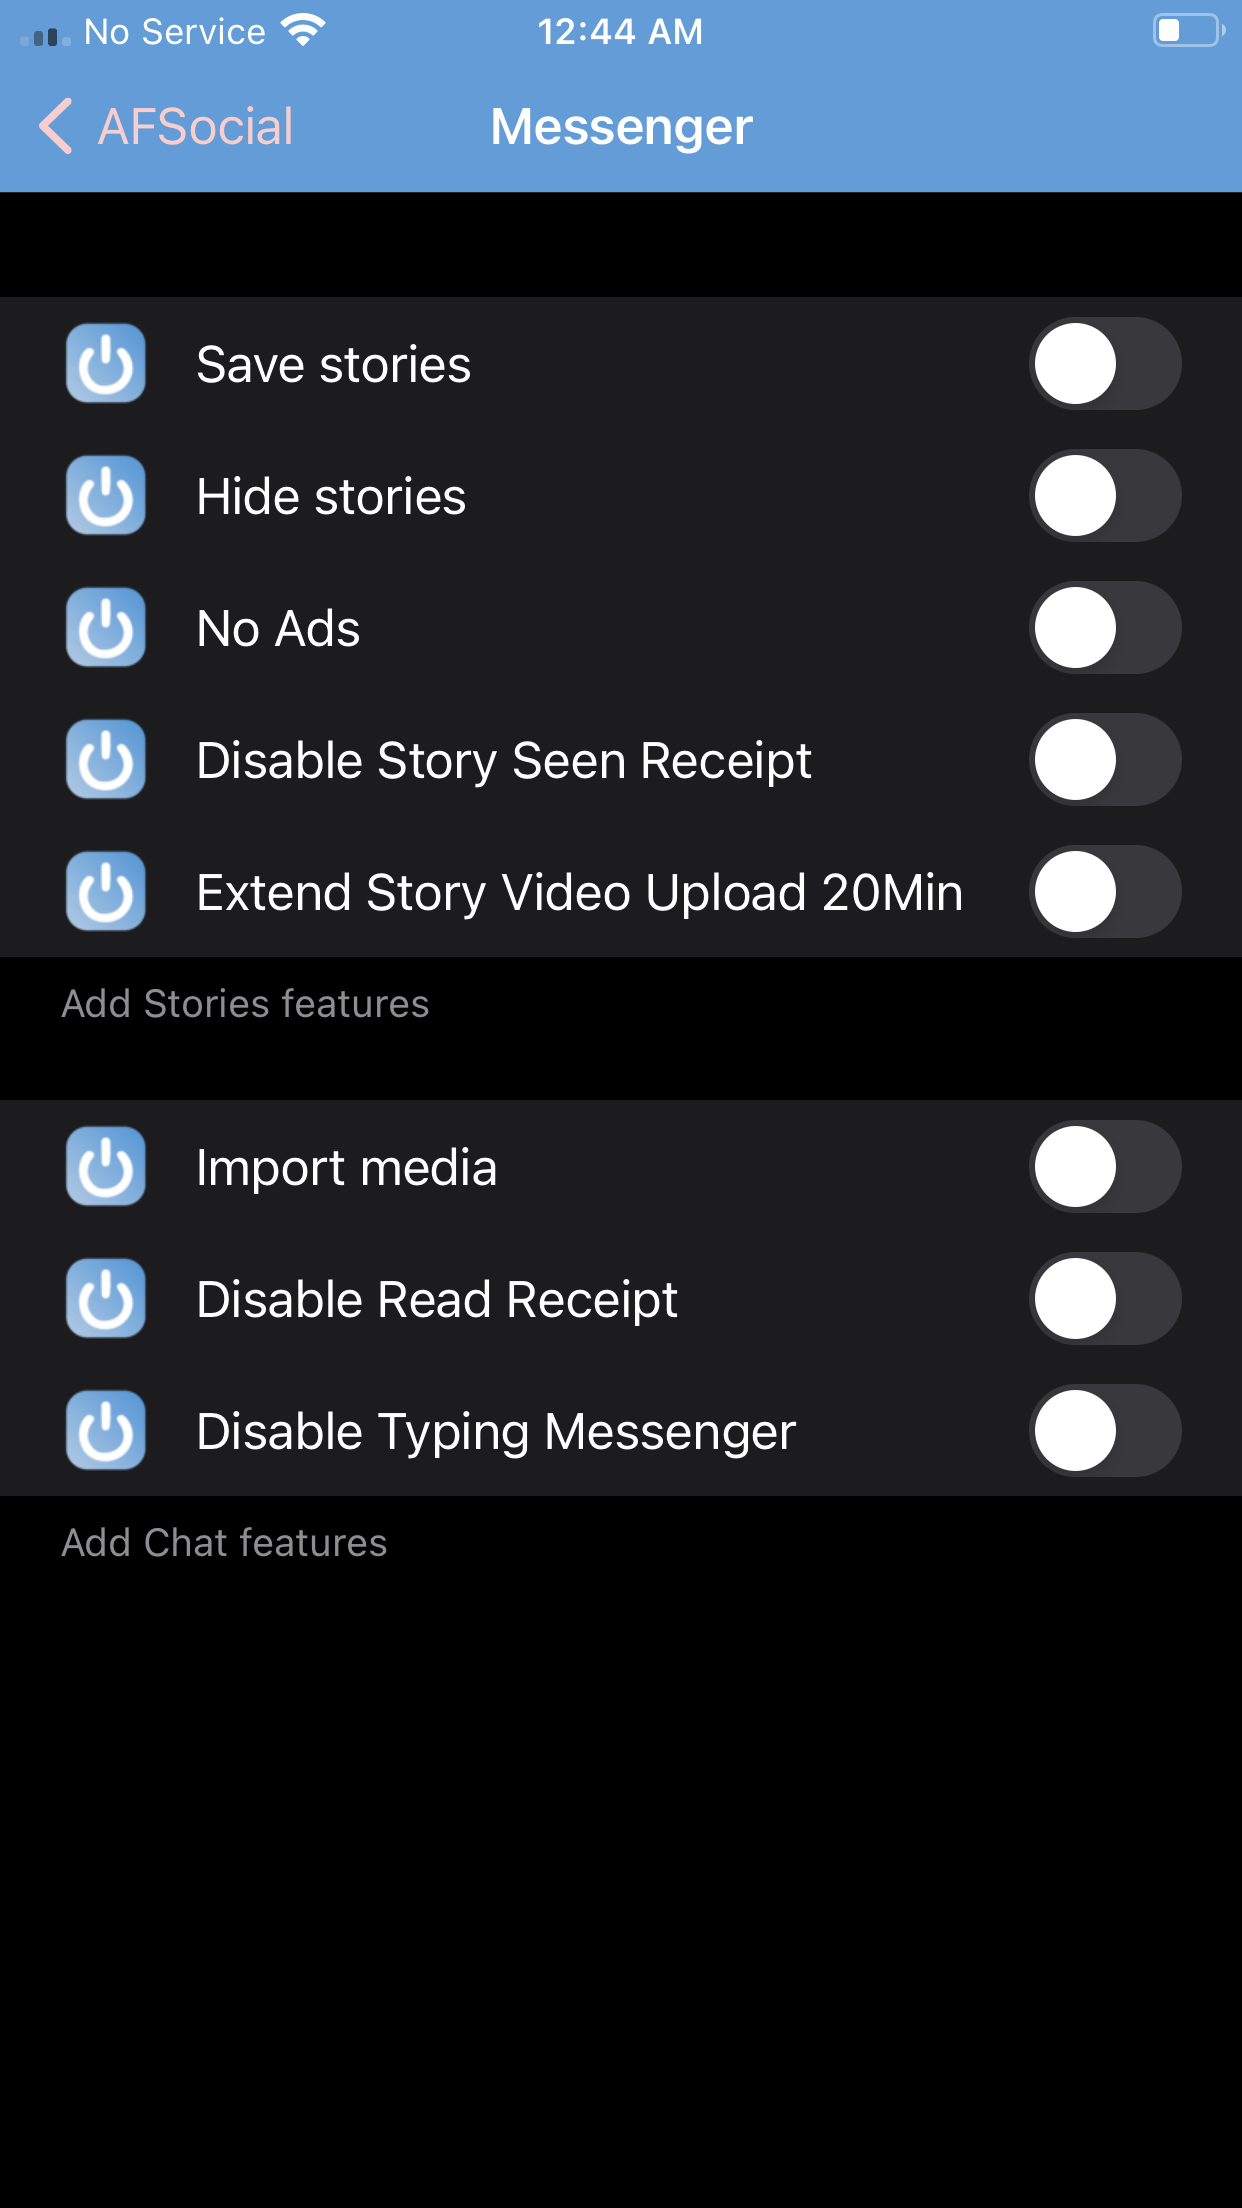 No Service
12:44 AM
AFSocial
Messenger
Save stories
Hide stories
No Ads
Disable Story Seen Receipt
Extend Story Video Upload 20Min
Add Stories features
Import media
Disable Read Receipt
Disable Typing Messenger
Add Chat features